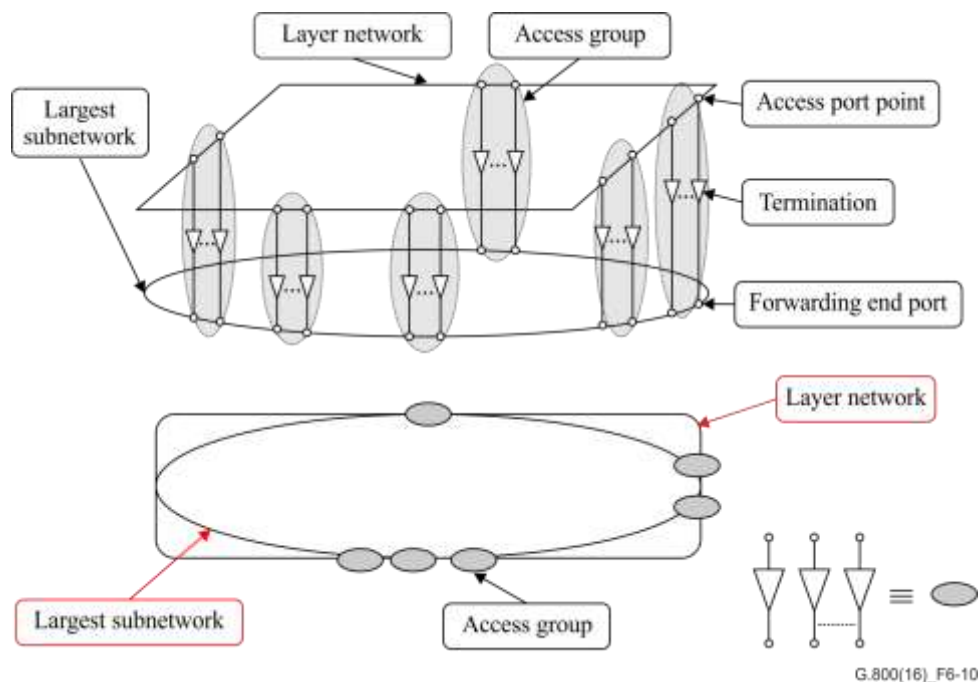 Layer network
Access group
Largest
subnetwork
Access port point
Termination
Forwarding end port
Layer network
Largest subnetwork
Access group
G.800(16)_F6-10